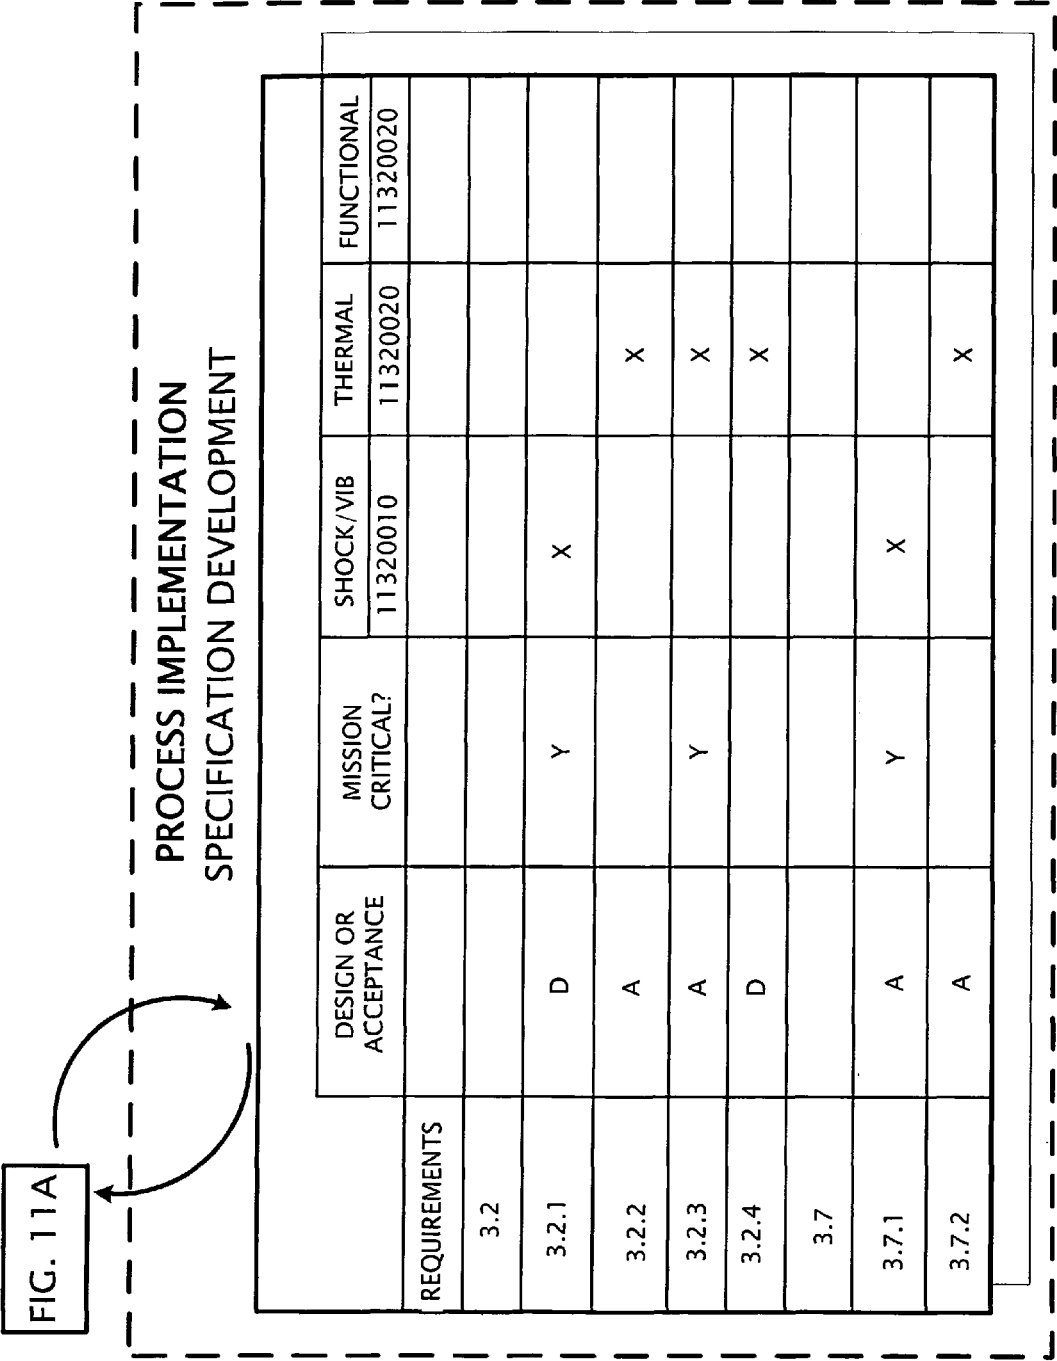 FIG. 11A
PROCESS IMPLEMENTATION
SPECIFICATION DEVELOPMENT
DESIGN OR ACCEPTANCE MISSION CRITICAL? SHOCK/VIB THERMAL FUNCTIONAL
11320010 11320020 11320020
REQUIREMENTS
3.2
3.2.1 D Y X
3.2.2 A X
3.2.3 A Y X
3.2.4 D X
3.7
3.7.1 A Y X
3.7.2 A X